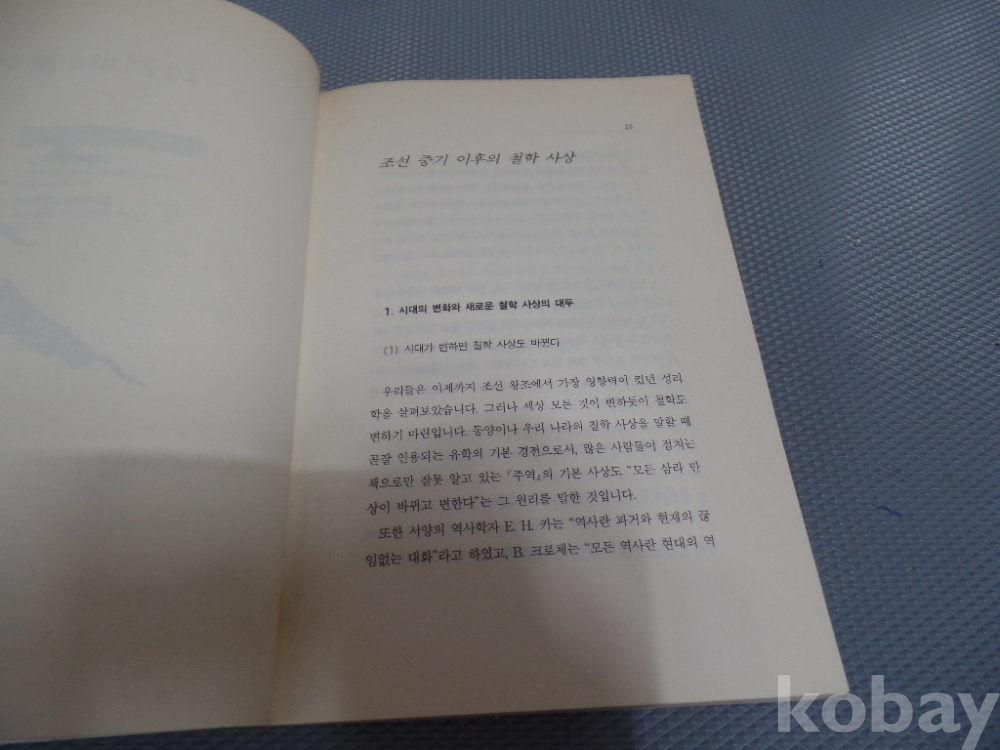 23
조선 중기 이후의 철학 사상
1. 시대의 변화와 새로운 철학 사상의 대두
(1) 시대가 변하면 철학 사상도 바뀐다
우리들은 이제까지 조선 왕조에서 가장 영향력이 컸던 성리
학을 살펴보았습니다. 그러나 세상 모든 것이 변하듯이 철학도
변하기 마련입니다. 동양이나 우리 나라의 철학 사상을 말할 때
곧잘 인용되는 유학의 기본 경전으로서, 많은 사람들이 점치는
책으로만 잘못 알고 있는 『주역』의 기본 사상도 “모든 삼라 만
상이 바뀌고 변한다”는 그 원리를 말한 것입니다.
또한 서양의 역사학자 E. H. 카는 “역사란 과거와 현재의 끊
임없는 대화”라고 하였고, B. 크로체는 “모든 역사란 현대의 역
kobay